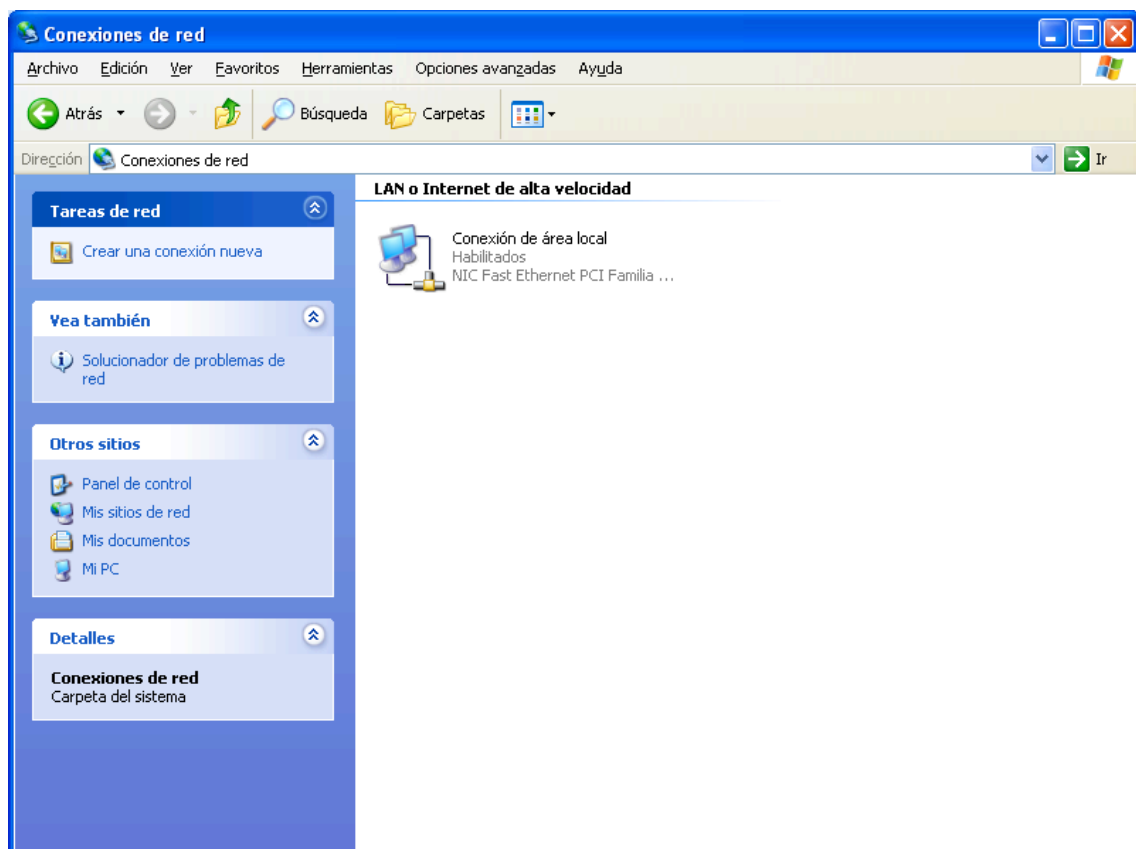 Conexiones de red
Archivo Edición Ver Favoritos Herramientas Opciones avanzadas Ayuda
Atrás Búsqueda Carpetas
Dirección Conexiones de red Ir
Tareas de red
Crear una conexión nueva
Vea también
Solucionador de problemas de
red
Otros sitios
Panel de control
Mis sitios de red
Mis documentos
Mi PC
Detalles
Conexiones de red
Carpeta del sistema
LAN o Internet de alta velocidad
Conexión de área local
Habilitados
NIC Fast Ethernet PCI Familia ...